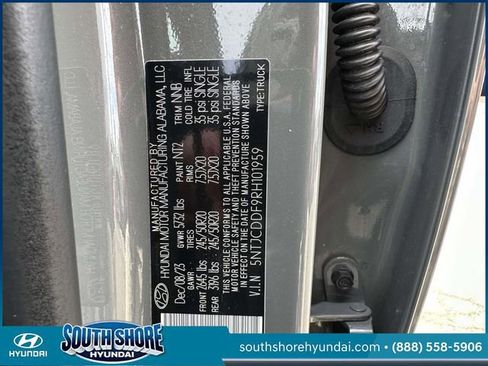 MANUFACTURED BY
HYUNDAI MOTOR MANUFACTURING ALABAMA, LLC
Dec/08/23 GVWR 5732 lbs PAINT NT2 TRIM NNB
GAWR TIRES RIMS COLD TIRE INFL
FRONT 2645 lbs 245/50R20 7.5JX20 35 psi SINGLE
REAR 3196 lbs 245/50R20 7.5JX20 35 psi SINGLE
THIS VEHICLE CONFORMS TO ALL APPLICABLE U.S.A. FEDERAL
MOTOR VEHICLE SAFETY AND THEFT PREVENTION STANDARDS
IN EFFECT ON THE DATE OF MANUFACTURE SHOWN ABOVE.
V.I.N 5NTJCDDF9RH101959 TYPE:TRUCK
HYUNDAI
SOUTH SHORE
HYUNDAI
southshorehyundai.com • (888) 558-5906